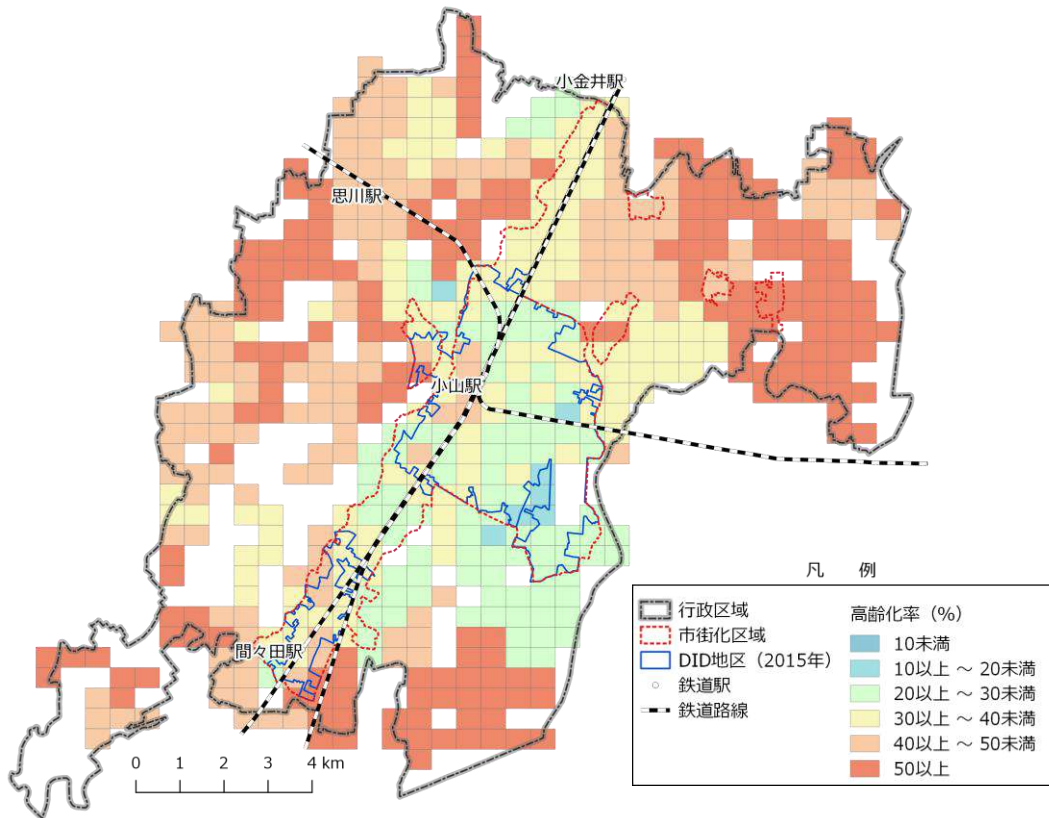 小金井駅
思川駅
小山駅
間々田駅
0 1 2 3 4 km
凡 例
行政区域
市街化区域
DID地区（2015年）
鉄道駅
鉄道路線
高齢化率（%）
10未満
10以上 ～ 20未満
20以上 ～ 30未満
30以上 ～ 40未満
40以上 ～ 50未満
50以上